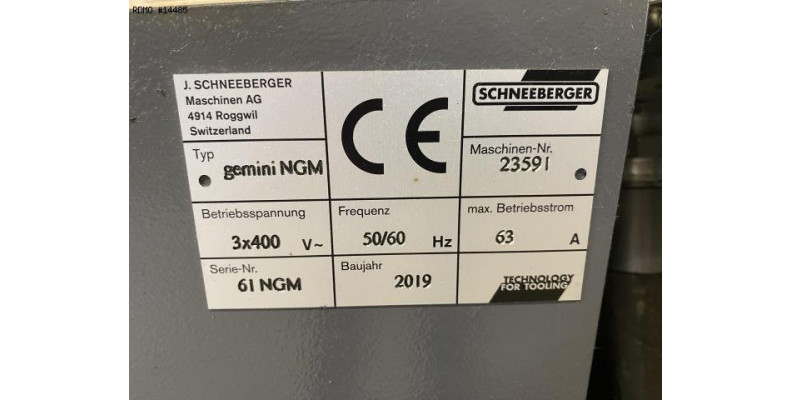 RDMO #14485
J. SCHNEEBERGER
Maschinen AG
4914 Roggwil
Switzerland
CE
SCHNEEBERGER
Typ
gemini NGM
Maschinen-Nr.
23591
Betriebsspannung
3x400 V~
Frequenz
50/60 Hz
max. Betriebsstrom
63 A
Serie-Nr.
61 NGM
Baujahr
2019
TECHNOLOGY
FOR TOOLING